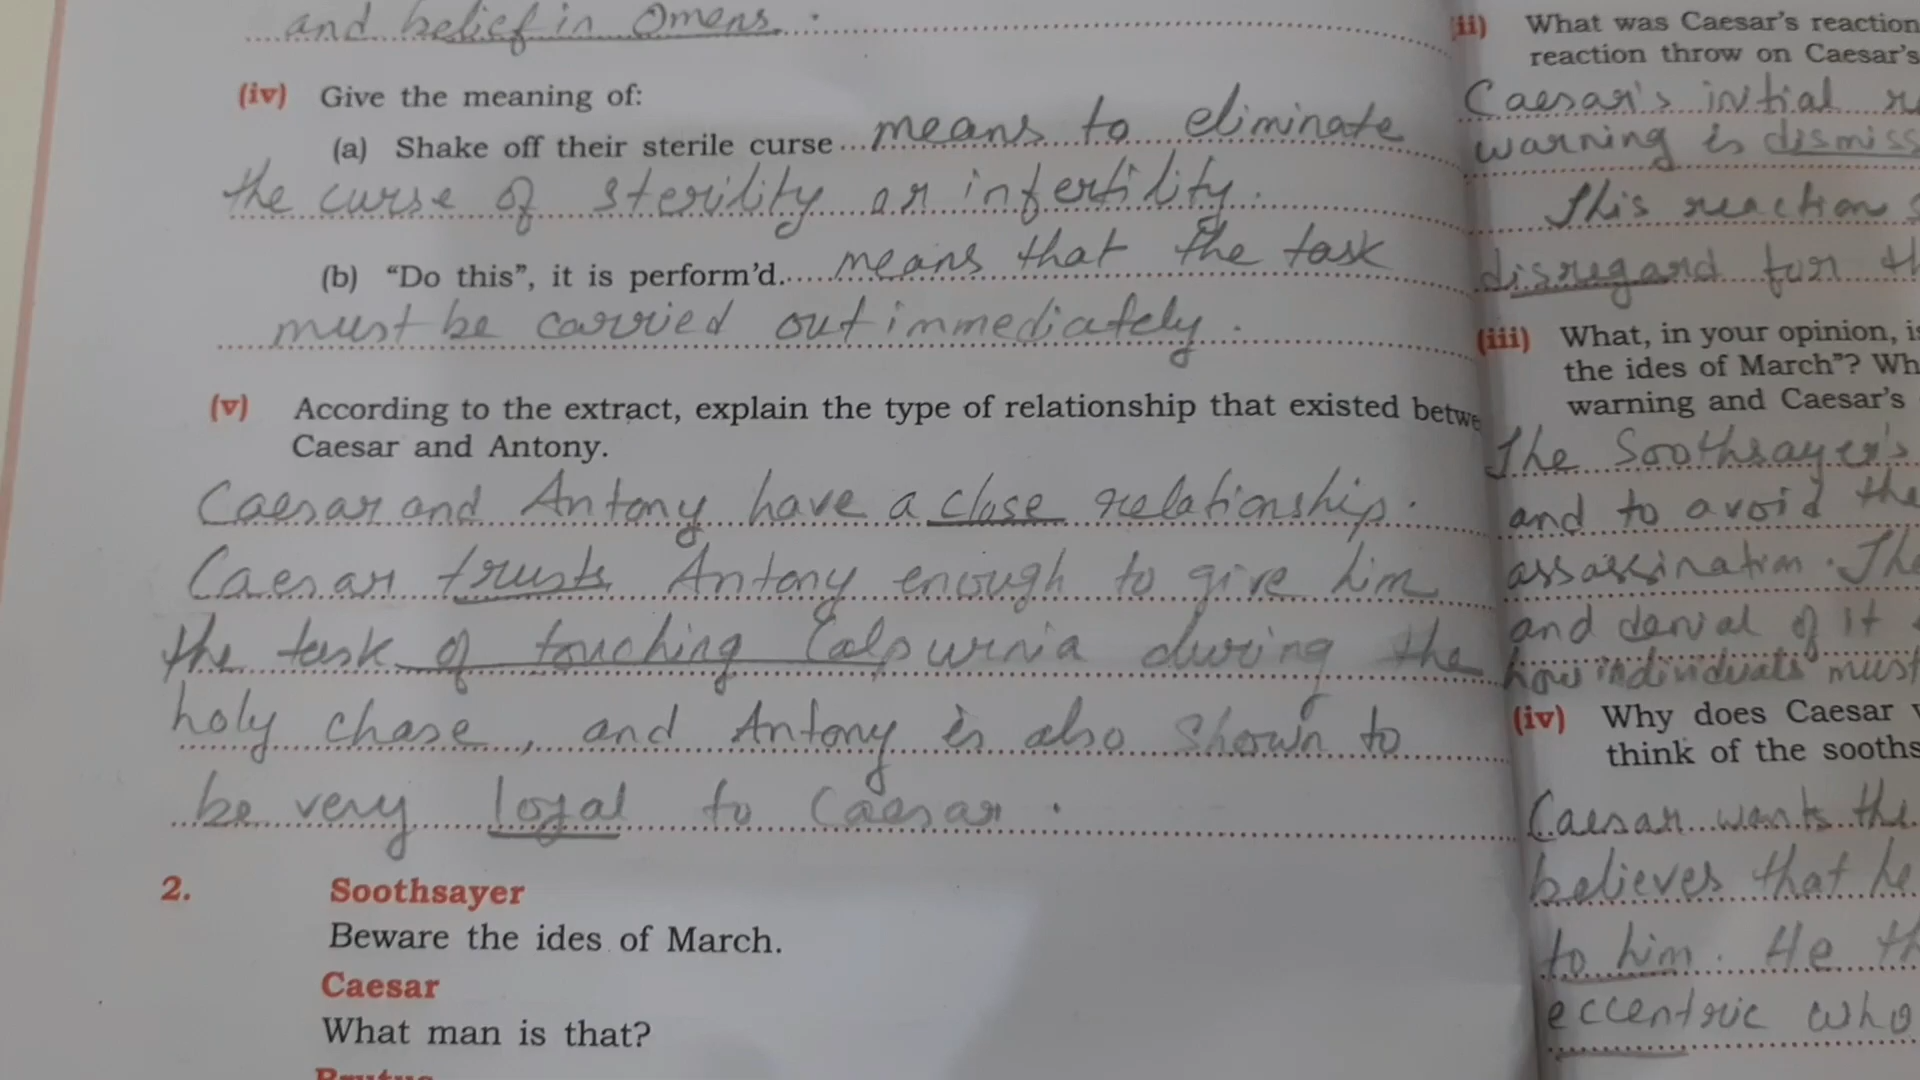 and belief in Omens.
(iv) Give the meaning of:
(a) Shake off their sterile curse means to eliminate
the curse of sterility or infertility.
(b) “Do this”, it is perform’d. means that the task
must be carried out immediately.
(v) According to the extract, explain the type of relationship that existed betwe
Caesar and Antony.
Caesar and Antony have a close relationship.
Caesar trusts Antony enough to give him
the task of touching Calpurnia during the
holy chase, and Antony is also shown to
be very loyal to Caesar.
2. Soothsayer
Beware the ides of March.
Caesar
What man is that?
Brutus
(ii) What was Caesar’s reaction
reaction throw on Caesar’s
Caesar's initial
warning is dismiss
This reaction
disregard for
(iii) What, in your opinion, is
the ides of March”? Wh
warning and Caesar’s
The Soothsayer's
and to avoid the
assassination. The
and denial of it
how individuals must
(iv) Why does Caesar
think of the sooths
Caesar wants the
believes that he
to him. He th
eccentric who